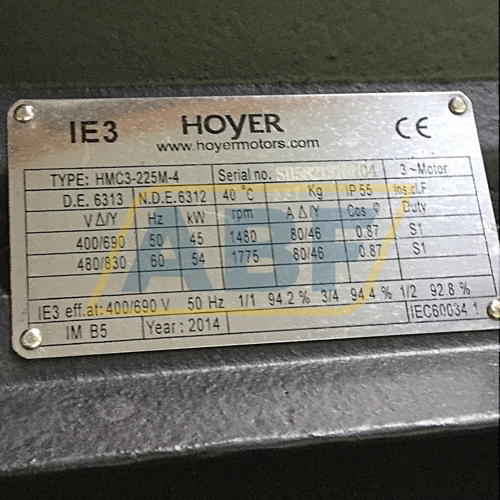 IE3 HOYER CE
www.hoyermotors.com
TYPE: HMC3-225M-4 Serial no. 3~Motor
D.E. 6313 N.D.E.6312 40 °C Kg IP 55 Ins.cl.F
V Δ/Y Hz kW rpm A Δ/Y Cos φ Duty
400/690 50 45 1480 80/46 0.87 S1
480/830 60 54 1775 80/46 0.87 S1
IE3 eff.at: 400/690 V 50 Hz 1/1 94.2 % 3/4 94.4 % 1/2 92.8 %
IM B5 Year: 2014 IEC60034 1
ABF